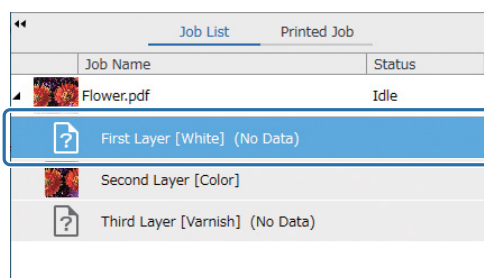 Job List Printed Job
Job Name Status
Flower.pdf Idle
First Layer [White] (No Data)
Second Layer [Color]
Third Layer [Varnish] (No Data)